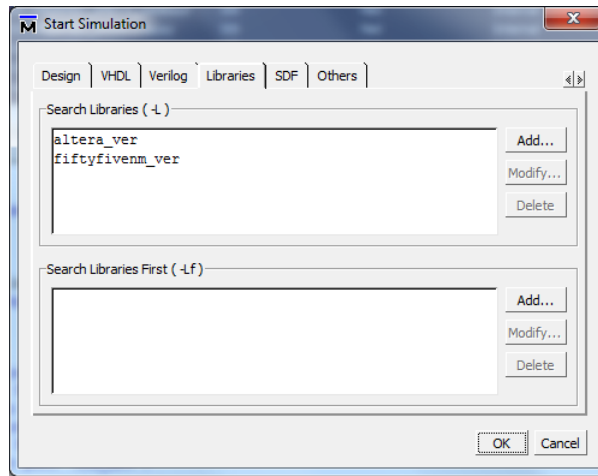 Start Simulation
Design VHDL Verilog Libraries SDF Others
Search Libraries ( -L )
altera_ver
fiftyfivenm_ver
Add...
Modify...
Delete
Search Libraries First ( -Lf )
Add...
Modify...
Delete
OK Cancel